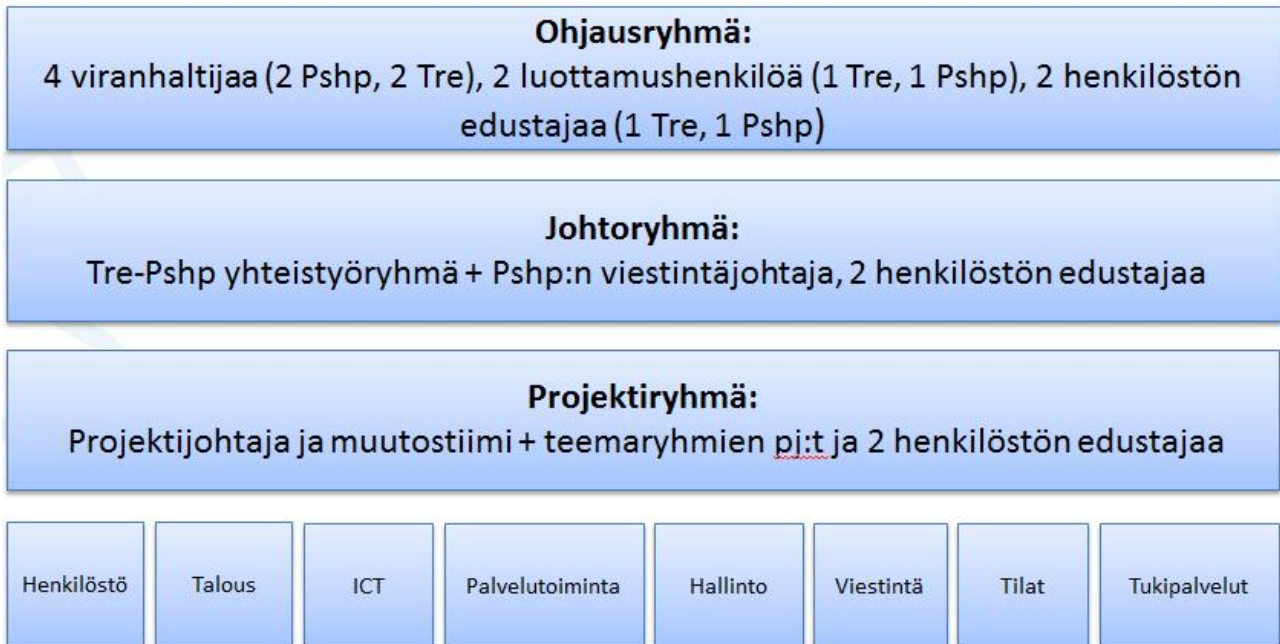 Ohjausryhmä:
4 viranhaltijaa (2 Pshp, 2 Tre), 2 luottamushenkilöä (1 Tre, 1 Pshp), 2 henkilöstön
edustajaa (1 Tre, 1 Pshp)
Johtoryhmä:
Tre-Pshp yhteistyöryhmä + Pshp:n viestintäjohtaja, 2 henkilöstön edustajaa
Projektiryhmä:
Projektijohtaja ja muutostiimi + teemaryhmien pj:t ja 2 henkilöstön edustajaa
Henkilöstö
Talous
ICT
Palvelutoiminta
Hallinto
Viestintä
Tilat
Tukipalvelut